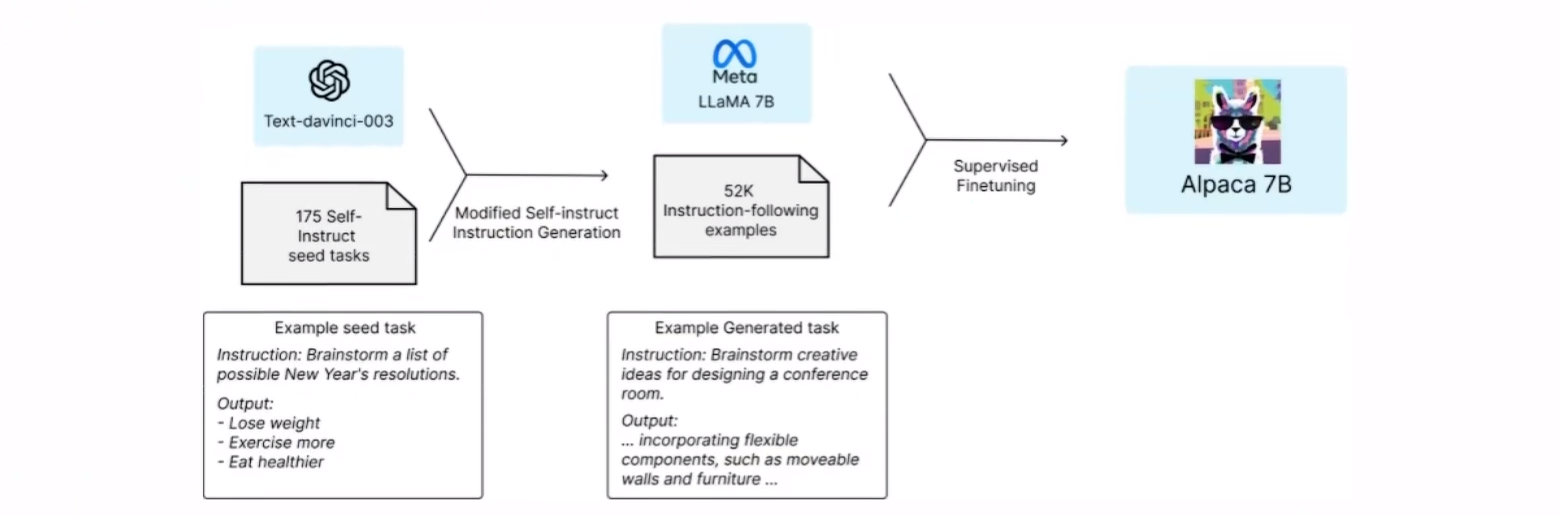 Text-davinci-003
175 Self-
Instruct
seed tasks
Modified Self-instruct
Instruction Generation
Meta
LLaMA 7B
52K
Instruction-following
examples
Supervised
Finetuning
Alpaca 7B
Example seed task
Instruction: Brainstorm a list of
possible New Year's resolutions.
Output:
- Lose weight
- Exercise more
- Eat healthier
Example Generated task
Instruction: Brainstorm creative
ideas for designing a conference
room.
Output:
... incorporating flexible
components, such as moveable
walls and furniture ...